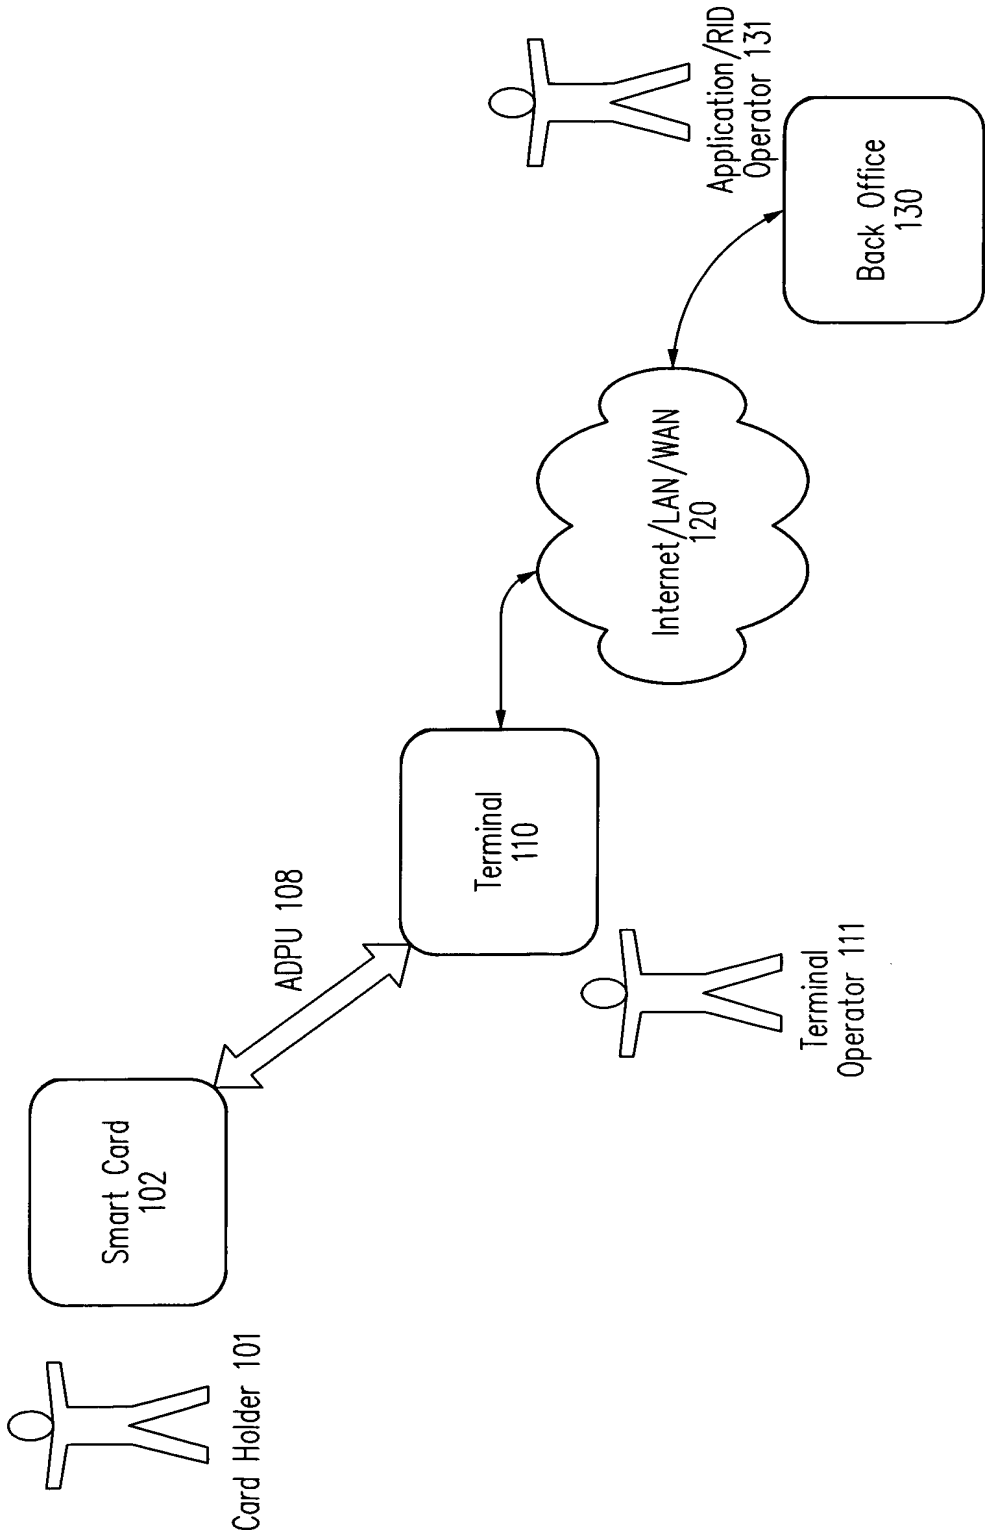 Card Holder 101
Smart Card
102
ADPU 108
Terminal
110
Terminal
Operator 111
Internet/LAN/WAN
120
Application/RID
Operator 131
Back Office
130